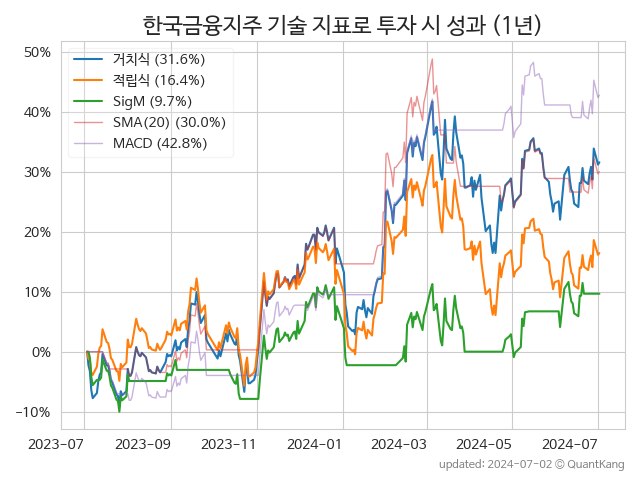 한국금융지주 기술 지표로 투자 시 성과 (1년)
50%
40%
30%
20%
10%
0%
−10%
거치식 (31.6%)
적립식 (16.4%)
SigM (9.7%)
SMA(20) (30.0%)
MACD (42.8%)
2023-07
2023-09
2023-11
2024-01
2024-03
2024-05
2024-07
updated: 2024-07-02 © QuantKang